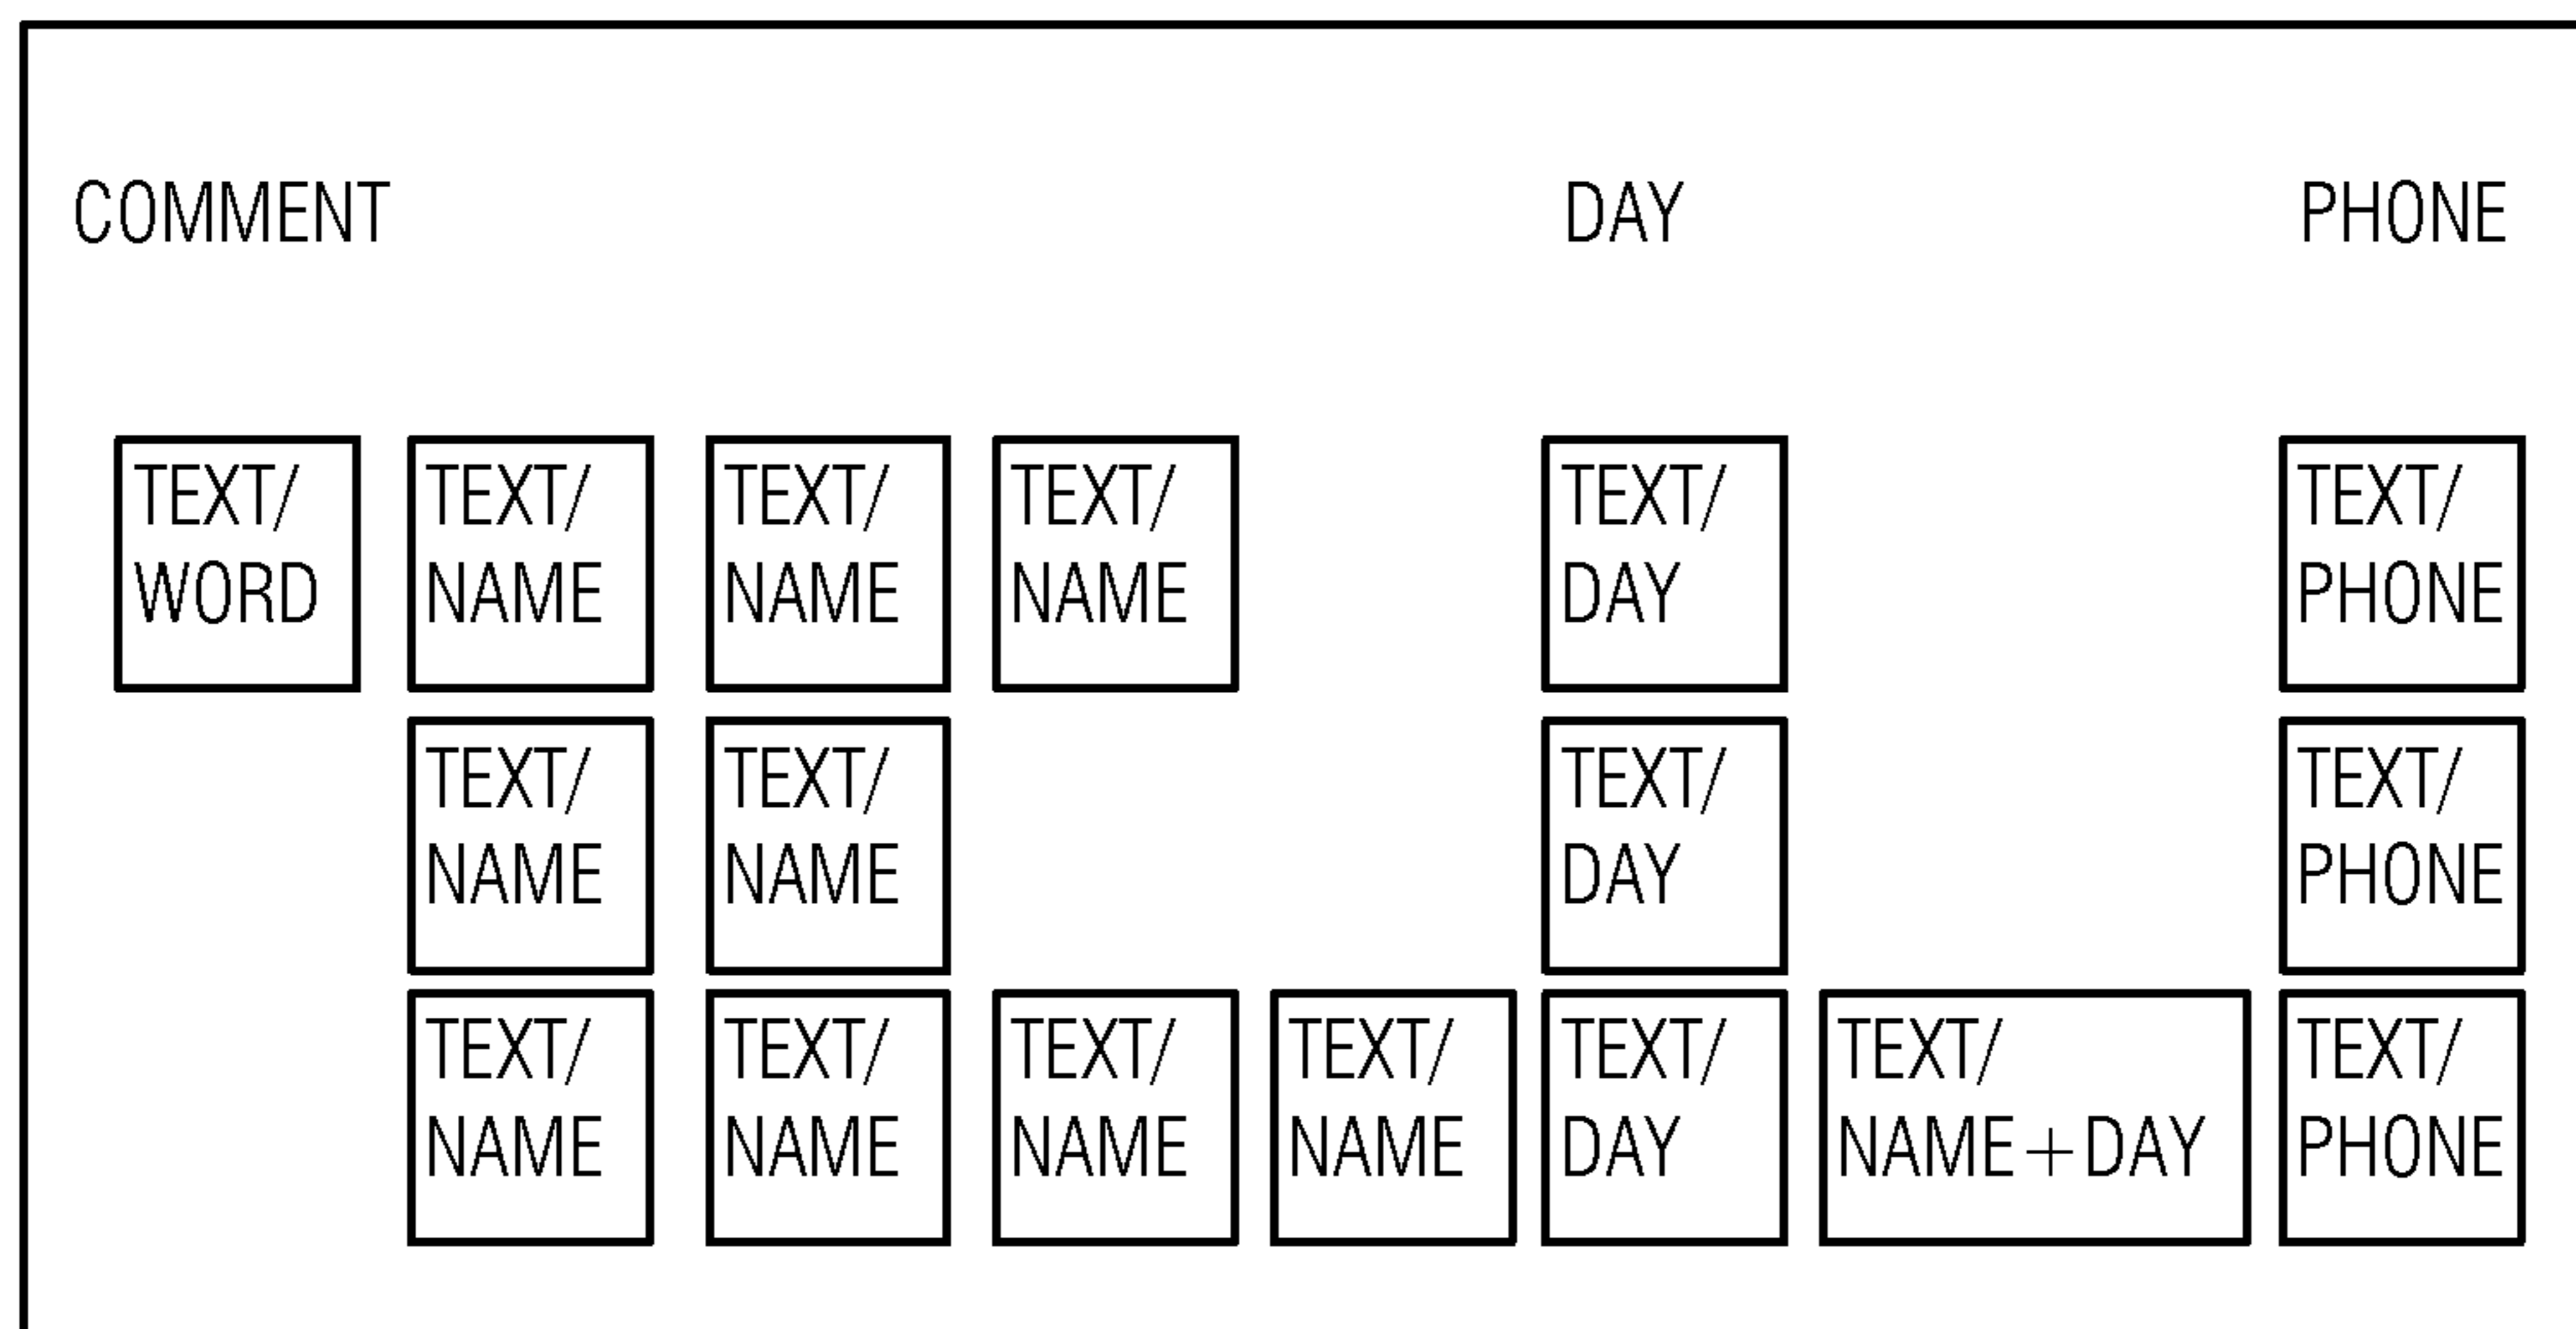 COMMENT DAY PHONE
TEXT/ TEXT/ TEXT/ TEXT/ TEXT/ TEXT/
WORD NAME NAME NAME DAY PHONE
TEXT/ TEXT/ TEXT/ TEXT/
NAME NAME DAY PHONE
TEXT/ TEXT/ TEXT/ TEXT/ TEXT/ TEXT/ TEXT/
NAME NAME NAME NAME DAY NAME+DAY PHONE